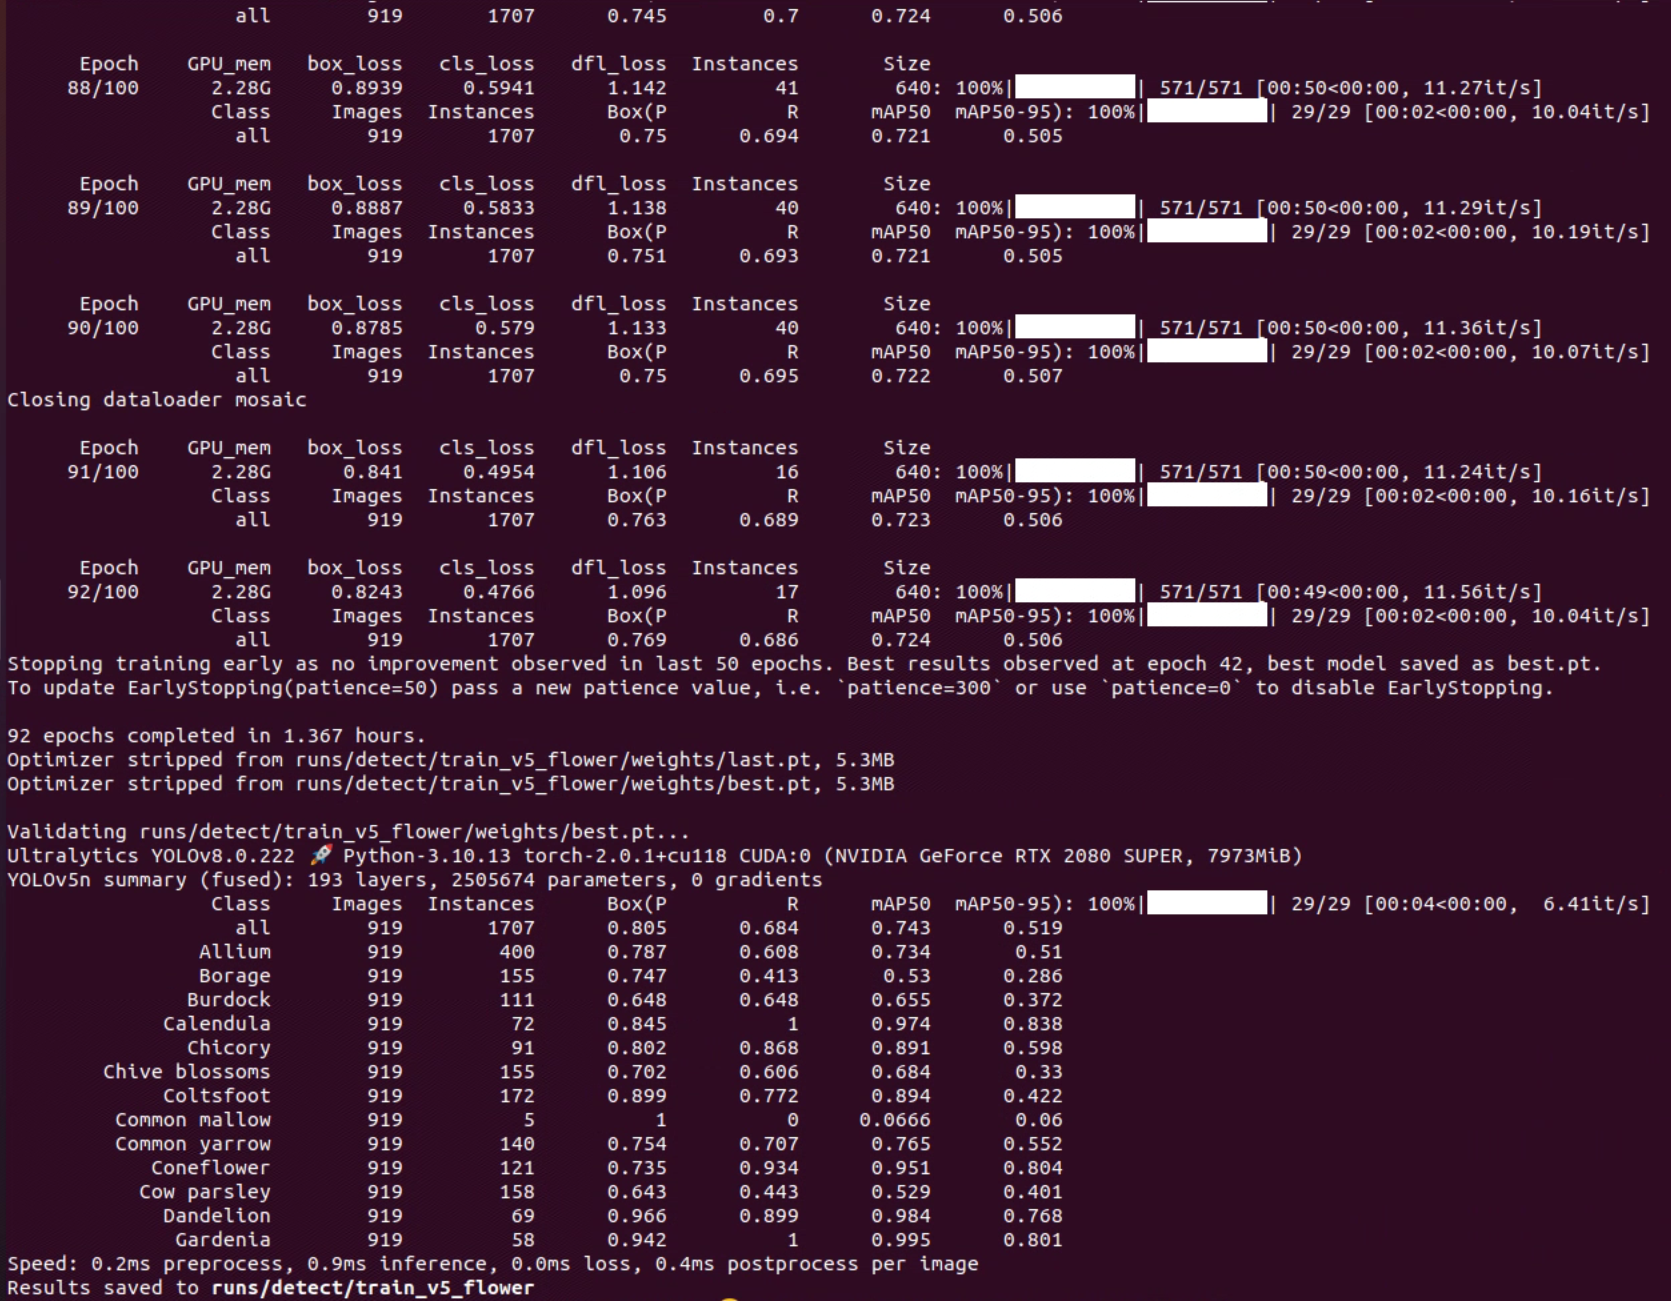 all 919 1707 0.745 0.7 0.724 0.506
Epoch GPU_mem box_loss cls_loss dfl_loss Instances Size
88/100 2.28G 0.8939 0.5941 1.142 41 640: 100%| | 571/571 [00:50<00:00, 11.27it/s]
Class Images Instances Box(P R mAP50 mAP50-95): 100%| | 29/29 [00:02<00:00, 10.04it/s]
all 919 1707 0.75 0.694 0.721 0.505
Epoch GPU_mem box_loss cls_loss dfl_loss Instances Size
89/100 2.28G 0.8887 0.5833 1.138 40 640: 100%| | 571/571 [00:50<00:00, 11.29it/s]
Class Images Instances Box(P R mAP50 mAP50-95): 100%| | 29/29 [00:02<00:00, 10.19it/s]
all 919 1707 0.751 0.693 0.721 0.505
Epoch GPU_mem box_loss cls_loss dfl_loss Instances Size
90/100 2.28G 0.8785 0.579 1.133 40 640: 100%| | 571/571 [00:50<00:00, 11.36it/s]
Class Images Instances Box(P R mAP50 mAP50-95): 100%| | 29/29 [00:02<00:00, 10.07it/s]
all 919 1707 0.75 0.695 0.722 0.507
Closing dataloader mosaic
Epoch GPU_mem box_loss cls_loss dfl_loss Instances Size
91/100 2.28G 0.841 0.4954 1.106 16 640: 100%| | 571/571 [00:50<00:00, 11.24it/s]
Class Images Instances Box(P R mAP50 mAP50-95): 100%| | 29/29 [00:02<00:00, 10.16it/s]
all 919 1707 0.763 0.689 0.723 0.506
Epoch GPU_mem box_loss cls_loss dfl_loss Instances Size
92/100 2.28G 0.8243 0.4766 1.096 17 640: 100%| | 571/571 [00:49<00:00, 11.56it/s]
Class Images Instances Box(P R mAP50 mAP50-95): 100%| | 29/29 [00:02<00:00, 10.04it/s]
all 919 1707 0.769 0.686 0.724 0.506
Stopping training early as no improvement observed in last 50 epochs. Best results observed at epoch 42, best model saved as best.pt.
To update EarlyStopping(patience=50) pass a new patience value, i.e. `patience=300` or use `patience=0` to disable EarlyStopping.
92 epochs completed in 1.367 hours.
Optimizer stripped from runs/detect/train_v5_flower/weights/last.pt, 5.3MB
Optimizer stripped from runs/detect/train_v5_flower/weights/best.pt, 5.3MB
Validating runs/detect/train_v5_flower/weights/best.pt...
Ultralytics YOLOv8.0.222 🚀 Python-3.10.13 torch-2.0.1+cu118 CUDA:0 (NVIDIA GeForce RTX 2080 SUPER, 7973MiB)
YOLOv5n summary (fused): 193 layers, 2505674 parameters, 0 gradients
Class Images Instances Box(P R mAP50 mAP50-95): 100%| | 29/29 [00:04<00:00, 6.41it/s]
all 919 1707 0.805 0.684 0.743 0.519
Allium 919 400 0.787 0.608 0.734 0.51
Borage 919 155 0.747 0.413 0.53 0.286
Burdock 919 111 0.648 0.648 0.655 0.372
Calendula 919 72 0.845 1 0.974 0.838
Chicory 919 91 0.802 0.868 0.891 0.598
Chive blossoms 919 155 0.702 0.606 0.684 0.33
Coltsfoot 919 172 0.899 0.772 0.894 0.422
Common mallow 919 5 1 0 0.0666 0.06
Common yarrow 919 140 0.754 0.707 0.765 0.552
Coneflower 919 121 0.735 0.934 0.951 0.804
Cow parsley 919 158 0.643 0.443 0.529 0.401
Dandelion 919 69 0.966 0.899 0.984 0.768
Gardenia 919 58 0.942 1 0.995 0.801
Speed: 0.2ms preprocess, 0.9ms inference, 0.0ms loss, 0.4ms postprocess per image
Results saved to runs/detect/train_v5_flower